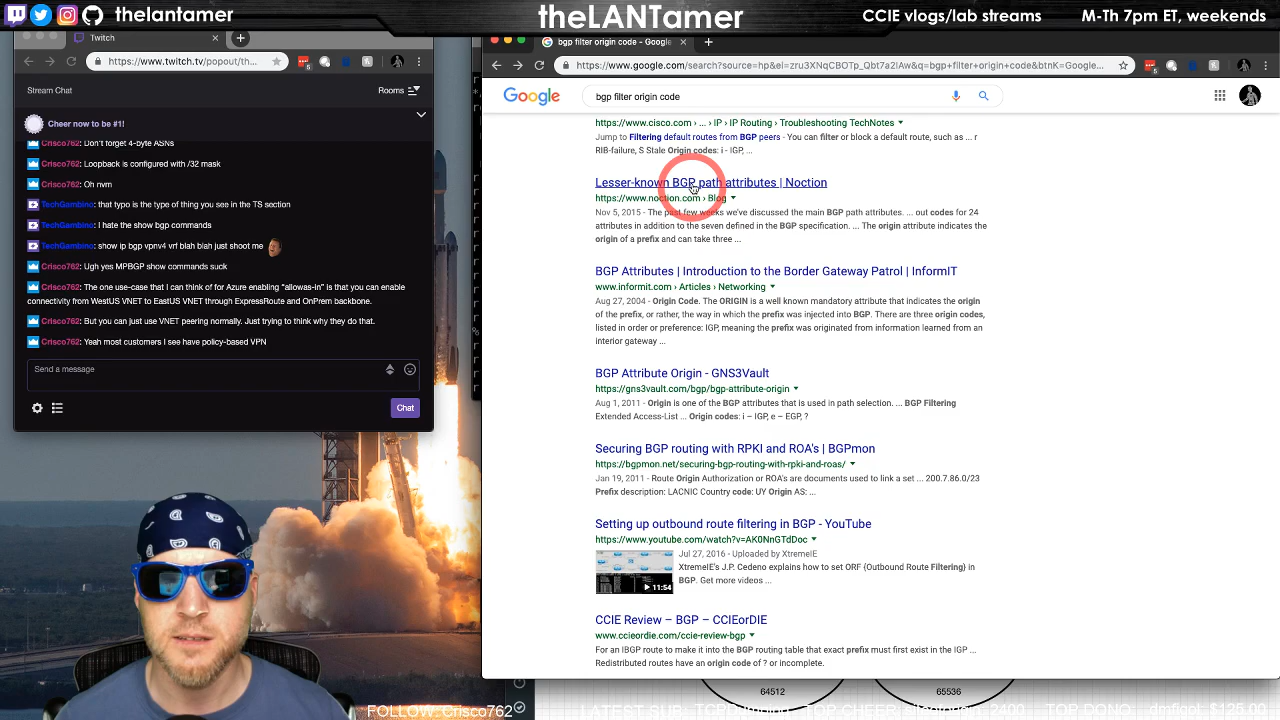 thelantamer
theLANTamer
CCIE vlogs/lab streams
M-Th 7pm ET, weekends
Twitch
https://www.twitch.tv/popout/th...
5
Stream Chat
Rooms
Cheer now to be #1!
Crisco762: Don't forget 4-byte ASNs
Crisco762: Loopback is configured with /32 mask
Crisco762: Oh nvm
TechGambino: that typo is the type of thing you see in the TS section
TechGambino: I hate the show bgp commands
TechGambino: show ip bgp vpnv4 vrf blah blah just shoot me
Crisco762: Ugh yes MPBGP show commands suck
Crisco762: The one use-case that I can think of for Azure enabling "allowas-in" is that you can enable
connectivity from WestUS VNET to EastUS VNET through ExpressRoute and OnPrem backbone.
Crisco762: But you can just use VNET peering normally. Just trying to think why they do that.
Crisco762: Yeah most customers I see have policy-based VPN
Send a message
Chat
bgp filter origin code - Google
https://www.google.com/search?source=hp&ei=zru3XNqCBOTp_Qbt7a2IAw&q=bgp+filter+origin+code&btnK=Google...
5
Google
bgp filter origin code
https://www.cisco.com › ... › IP › IP Routing › Troubleshooting TechNotes
Jump to Filtering default routes from BGP peers - You can filter or block a default route, such as ... r
RIB-failure, S Stale Origin codes: i - IGP, ...
Lesser-known BGP path attributes | Noction
https://www.noction.com › Blog
Nov 5, 2015 - The past few weeks we've discussed the main BGP path attributes. ... out codes for 24
attributes in addition to the seven defined in the BGP specification. ... The origin attribute indicates the
origin of a prefix and can take three ...
BGP Attributes | Introduction to the Border Gateway Patrol | InformIT
https://www.informit.com › Articles › Networking
Aug 27, 2004 - Origin Code. The ORIGIN is a well known mandatory attribute that indicates the origin
of the prefix, or rather, the way in which the prefix was injected into BGP. There are three origin codes,
listed in order or preference: IGP, meaning the prefix was originated from information learned from an
interior gateway ...
BGP Attribute Origin - GNS3Vault
https://gns3vault.com/bgp/bgp-attribute-origin
Aug 1, 2011 - Origin is one of the BGP attributes that is used in path selection. ... BGP Filtering
Extended Access-List ... Origin codes: i – IGP, e – EGP, ?
Securing BGP routing with RPKI and ROA's | BGPmon
https://bgpmon.net/securing-bgp-routing-with-rpki-and-roas/
Jan 19, 2011 - Route Origin Authorization or ROA's are documents used to link a set ... 200.7.86.0/23
Prefix description: LACNIC Country code: UY Origin AS: ...
Setting up outbound route filtering in BGP - YouTube
https://www.youtube.com/watch?v=AK0NnGTdDoc
Jul 27, 2016 - Uploaded by XtremeIE
XtremeIE's J.P. Cedeno explains how to set ORF (Outbound Route Filtering) in
BGP. Get more videos ...
11:54
CCIE Review – BGP – CCIEorDIE
www.ccieordie.com/ccie-review-bgp
For an IBGP route to make it into the BGP routing table that exact prefix must first exist in the IGP ...
Redistributed routes have an origin code of ? or incomplete.
64512
65536
FOLLOW: Crisco762